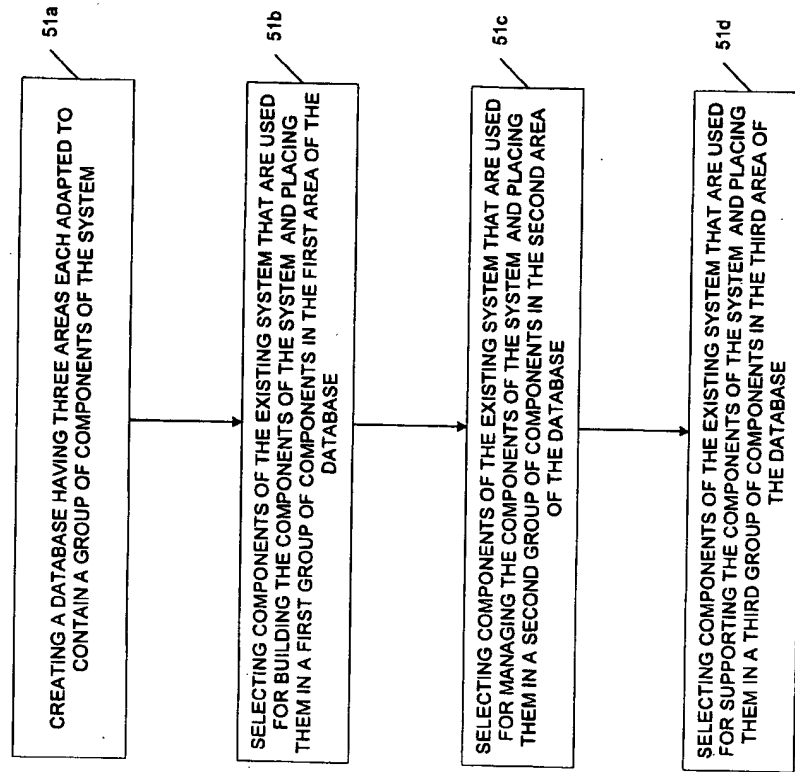 51a
CREATING A DATABASE HAVING THREE AREAS EACH ADAPTED TO
CONTAIN A GROUP OF COMPONENTS OF THE SYSTEM
51b
SELECTING COMPONENTS OF THE EXISTING SYSTEM THAT ARE USED
FOR BUILDING THE COMPONENTS OF THE SYSTEM AND PLACING
THEM IN A FIRST GROUP OF COMPONENTS IN THE FIRST AREA OF THE
DATABASE
51c
SELECTING COMPONENTS OF THE EXISTING SYSTEM THAT ARE USED
FOR MANAGING THE COMPONENTS OF THE SYSTEM AND PLACING
THEM IN A SECOND GROUP OF COMPONENTS IN THE SECOND AREA
OF THE DATABASE
51d
SELECTING COMPONENTS OF THE EXISTING SYSTEM THAT ARE USED
FOR SUPPORTING THE COMPONENTS OF THE SYSTEM AND PLACING
THEM IN A THIRD GROUP OF COMPONENTS IN THE THIRD AREA OF
THE DATABASE